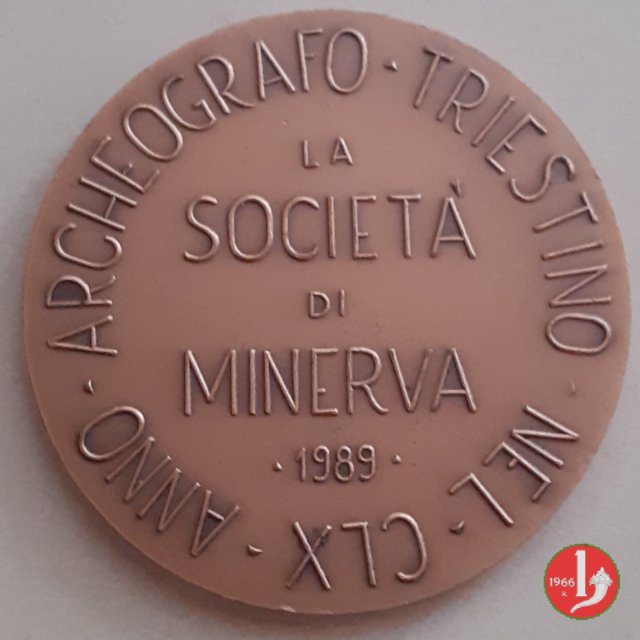 ARCHEOGRAFO · TRIESTINO · NEL · CLX · ANNO ·
LA
SOCIETÀ
DI
MINERVA
· 1989 ·
1966
R